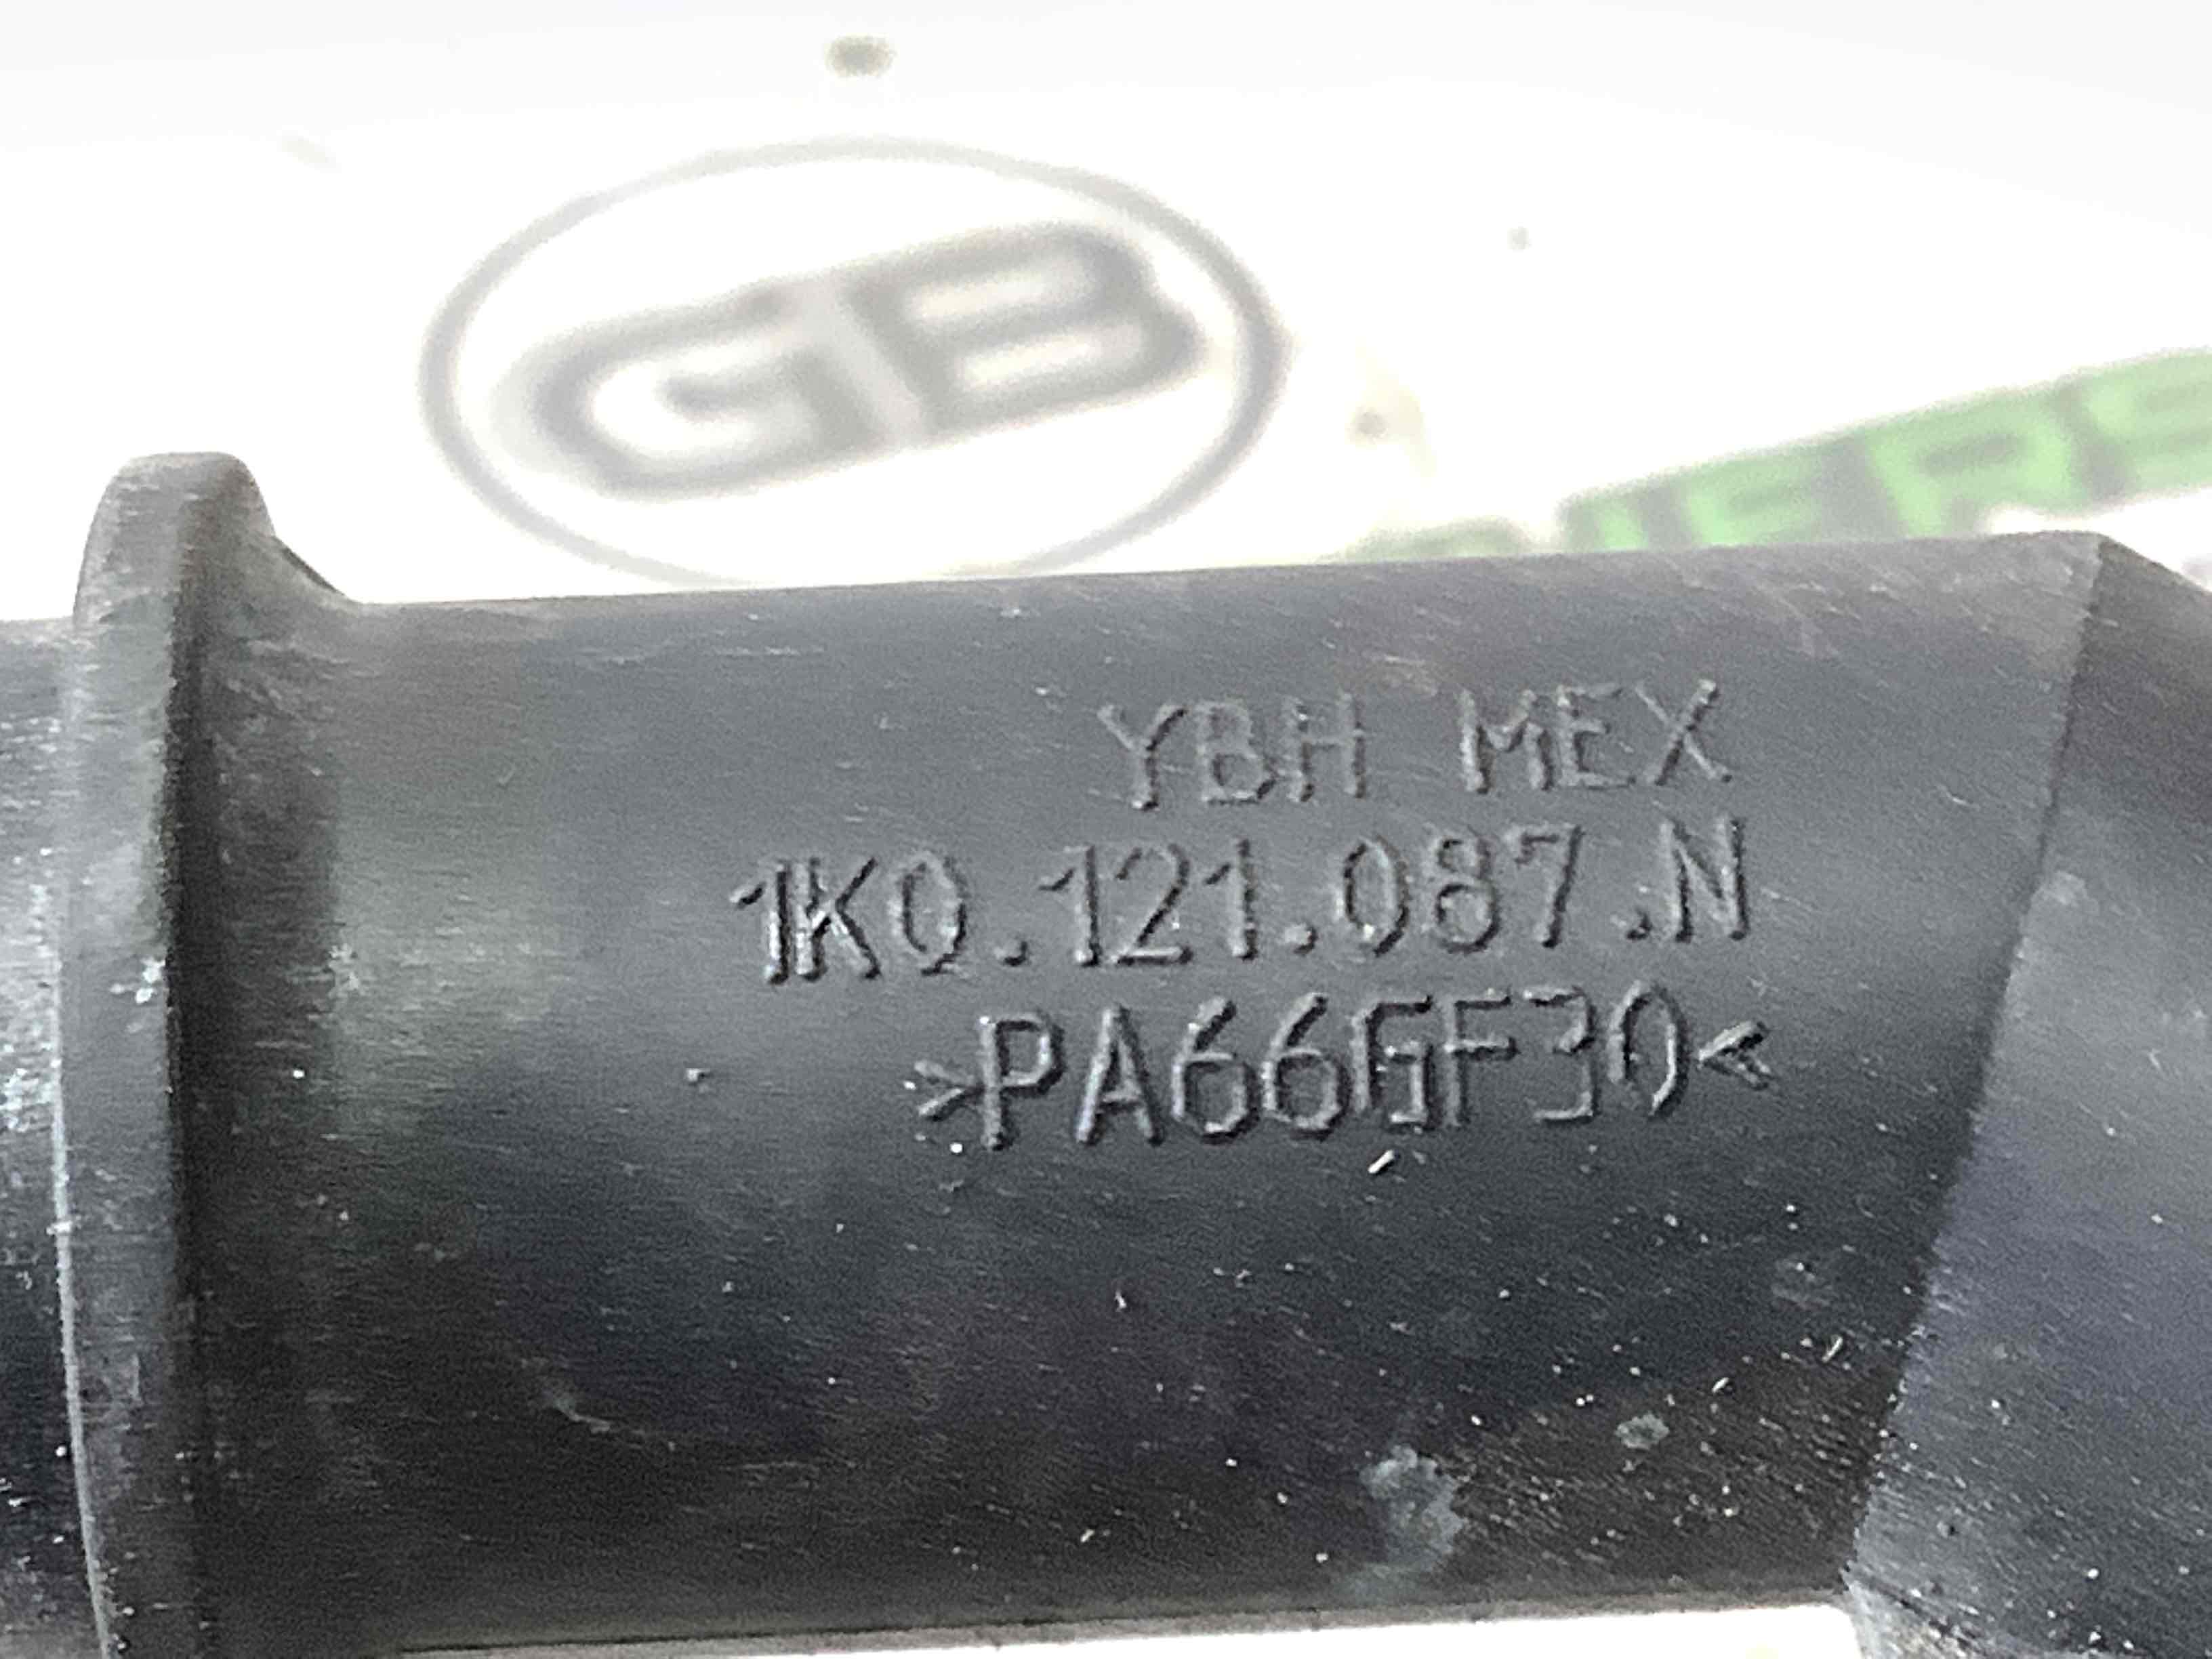 GB
YBH MEX
1K0.121.087.N
>PA66GF30<